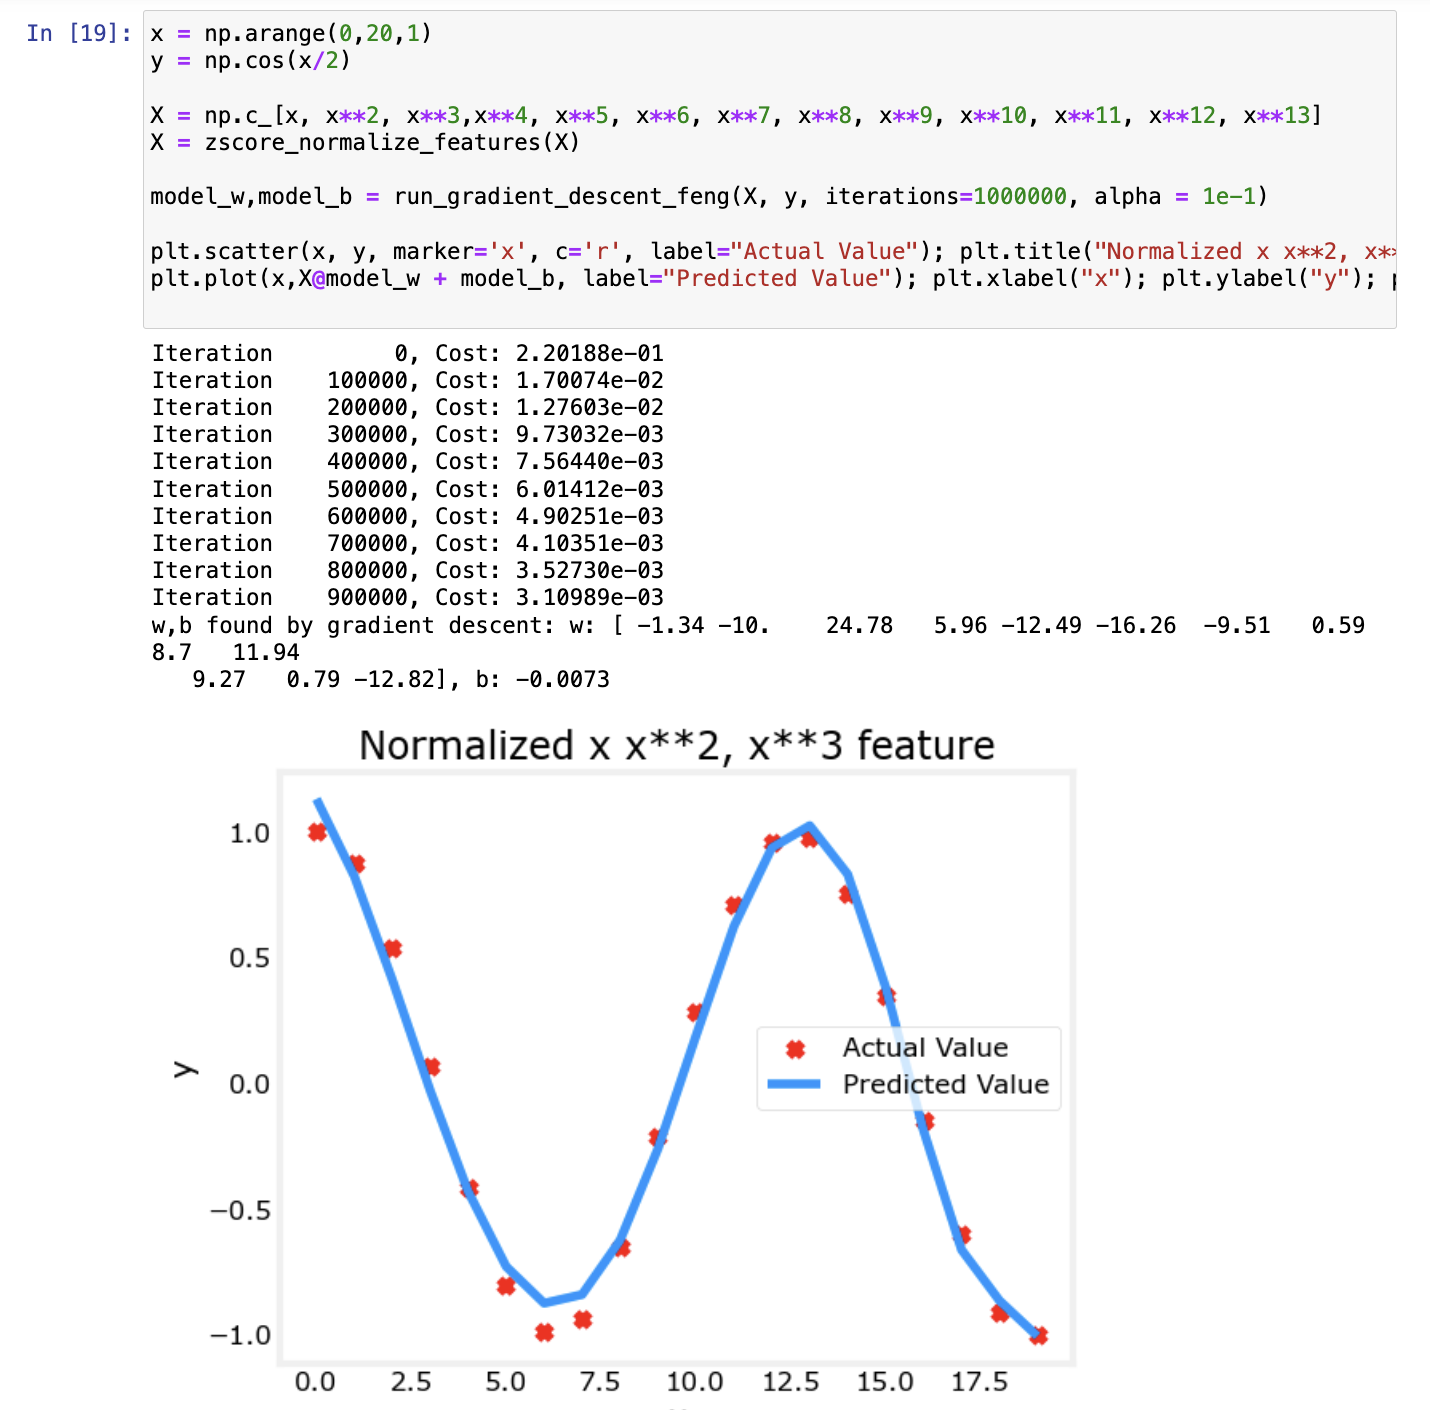 In [19]: x = np.arange(0,20,1)
y = np.cos(x/2)
X = np.c_[x, x**2, x**3,x**4, x**5, x**6, x**7, x**8, x**9, x**10, x**11, x**12, x**13]
X = zscore_normalize_features(X)
model_w,model_b = run_gradient_descent_feng(X, y, iterations=1000000, alpha = 1e-1)
plt.scatter(x, y, marker='x', c='r', label="Actual Value"); plt.title("Normalized x x**2, x**
plt.plot(x,X@model_w + model_b, label="Predicted Value"); plt.xlabel("x"); plt.ylabel("y");
Iteration         0, Cost: 2.20188e-01
Iteration    100000, Cost: 1.70074e-02
Iteration    200000, Cost: 1.27603e-02
Iteration    300000, Cost: 9.73032e-03
Iteration    400000, Cost: 7.56440e-03
Iteration    500000, Cost: 6.01412e-03
Iteration    600000, Cost: 4.90251e-03
Iteration    700000, Cost: 4.10351e-03
Iteration    800000, Cost: 3.52730e-03
Iteration    900000, Cost: 3.10989e-03
w,b found by gradient descent: w: [ -1.34 -10.    24.78   5.96 -12.49 -16.26  -9.51   0.59
8.7   11.94
9.27   0.79 -12.82], b: -0.0073
Normalized x x**2, x**3 feature
1.0
0.5
0.0
−0.5
−1.0
y
Actual Value
Predicted Value
0.0 2.5 5.0 7.5 10.0 12.5 15.0 17.5